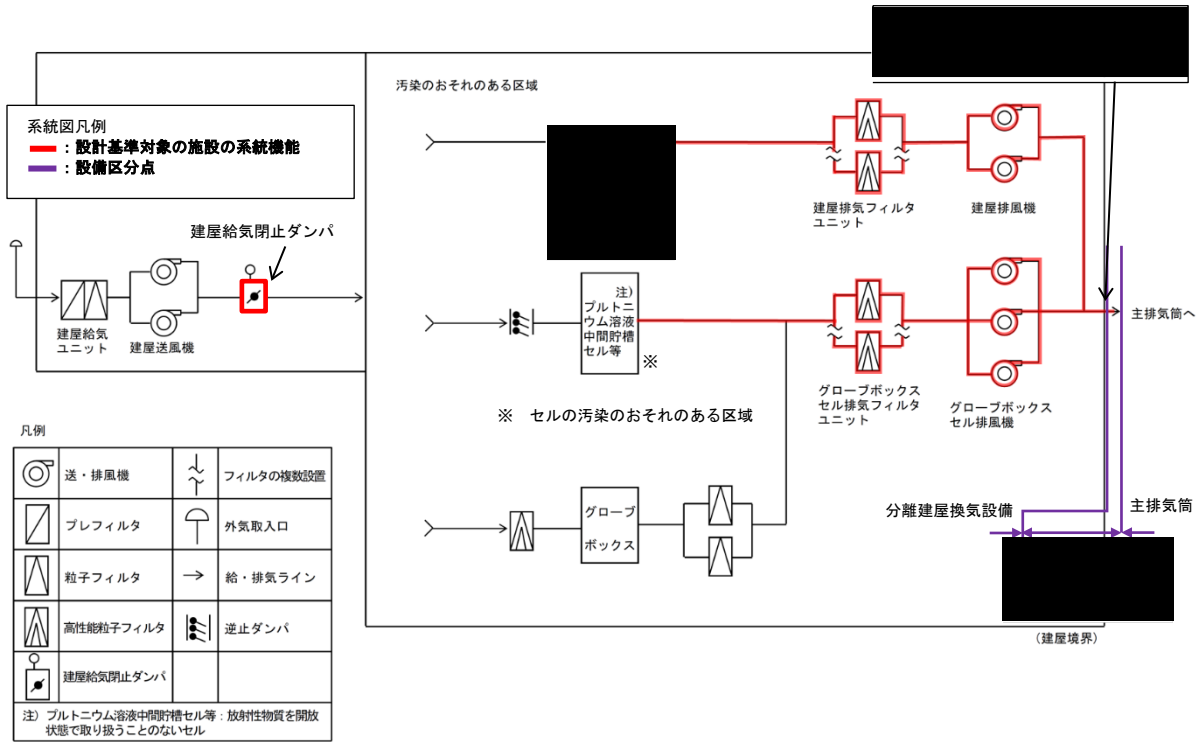 汚染のおそれのある区域
系統図凡例
：設計基準対象の施設の系統機能
：設備区分点
建屋給気閉止ダンパ
建屋給気
ユニット
建屋送風機
建屋排気フィルタ
ユニット
建屋排風機
注）
プルトニ
ウム溶液
中間貯槽
セル等
※
主排気筒へ
グローブボックス
セル排気フィルタ
ユニット
グローブボックス
セル排風機
※　セルの汚染のおそれのある区域
グローブ
ボックス
分離建屋換気設備
主排気筒
（建屋境界）
凡例
送・排風機
フィルタの複数設置
プレフィルタ
外気取入口
粒子フィルタ
給・排気ライン
高性能粒子フィルタ
逆止ダンパ
建屋給気閉止ダンパ
注）プルトニウム溶液中間貯槽セル等：放射性物質を開放
状態で取り扱うことのないセル